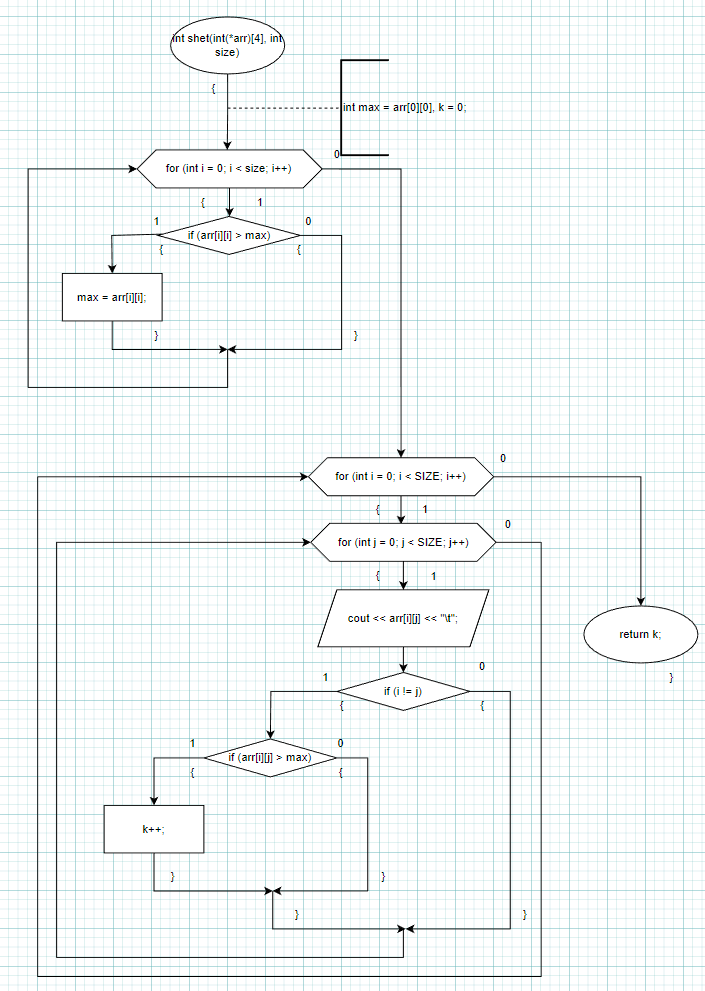 int shet(int(*arr)[4], int
size)
{
int max = arr[0][0], k = 0;
0
for (int i = 0; i < size; i++)
{ 1
1 0
if (arr[i][i] > max)
{ {
max = arr[i][i];
} }
0
for (int i = 0; i < SIZE; i++)
{ 1
0
for (int j = 0; j < SIZE; j++)
{ 1
cout << arr[i][j] << "\t";
return k;
}
0
1
if (i != j)
{ {
1 0
if (arr[i][j] > max)
{ {
k++;
} }
} }